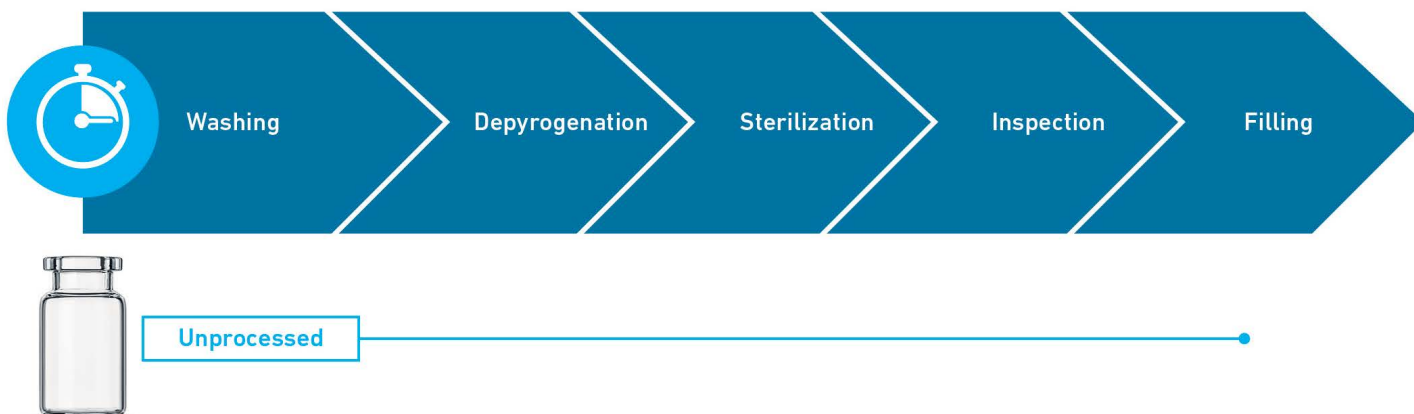 Washing
Depyrogenation
Sterilization
Inspection
Filling
Unprocessed